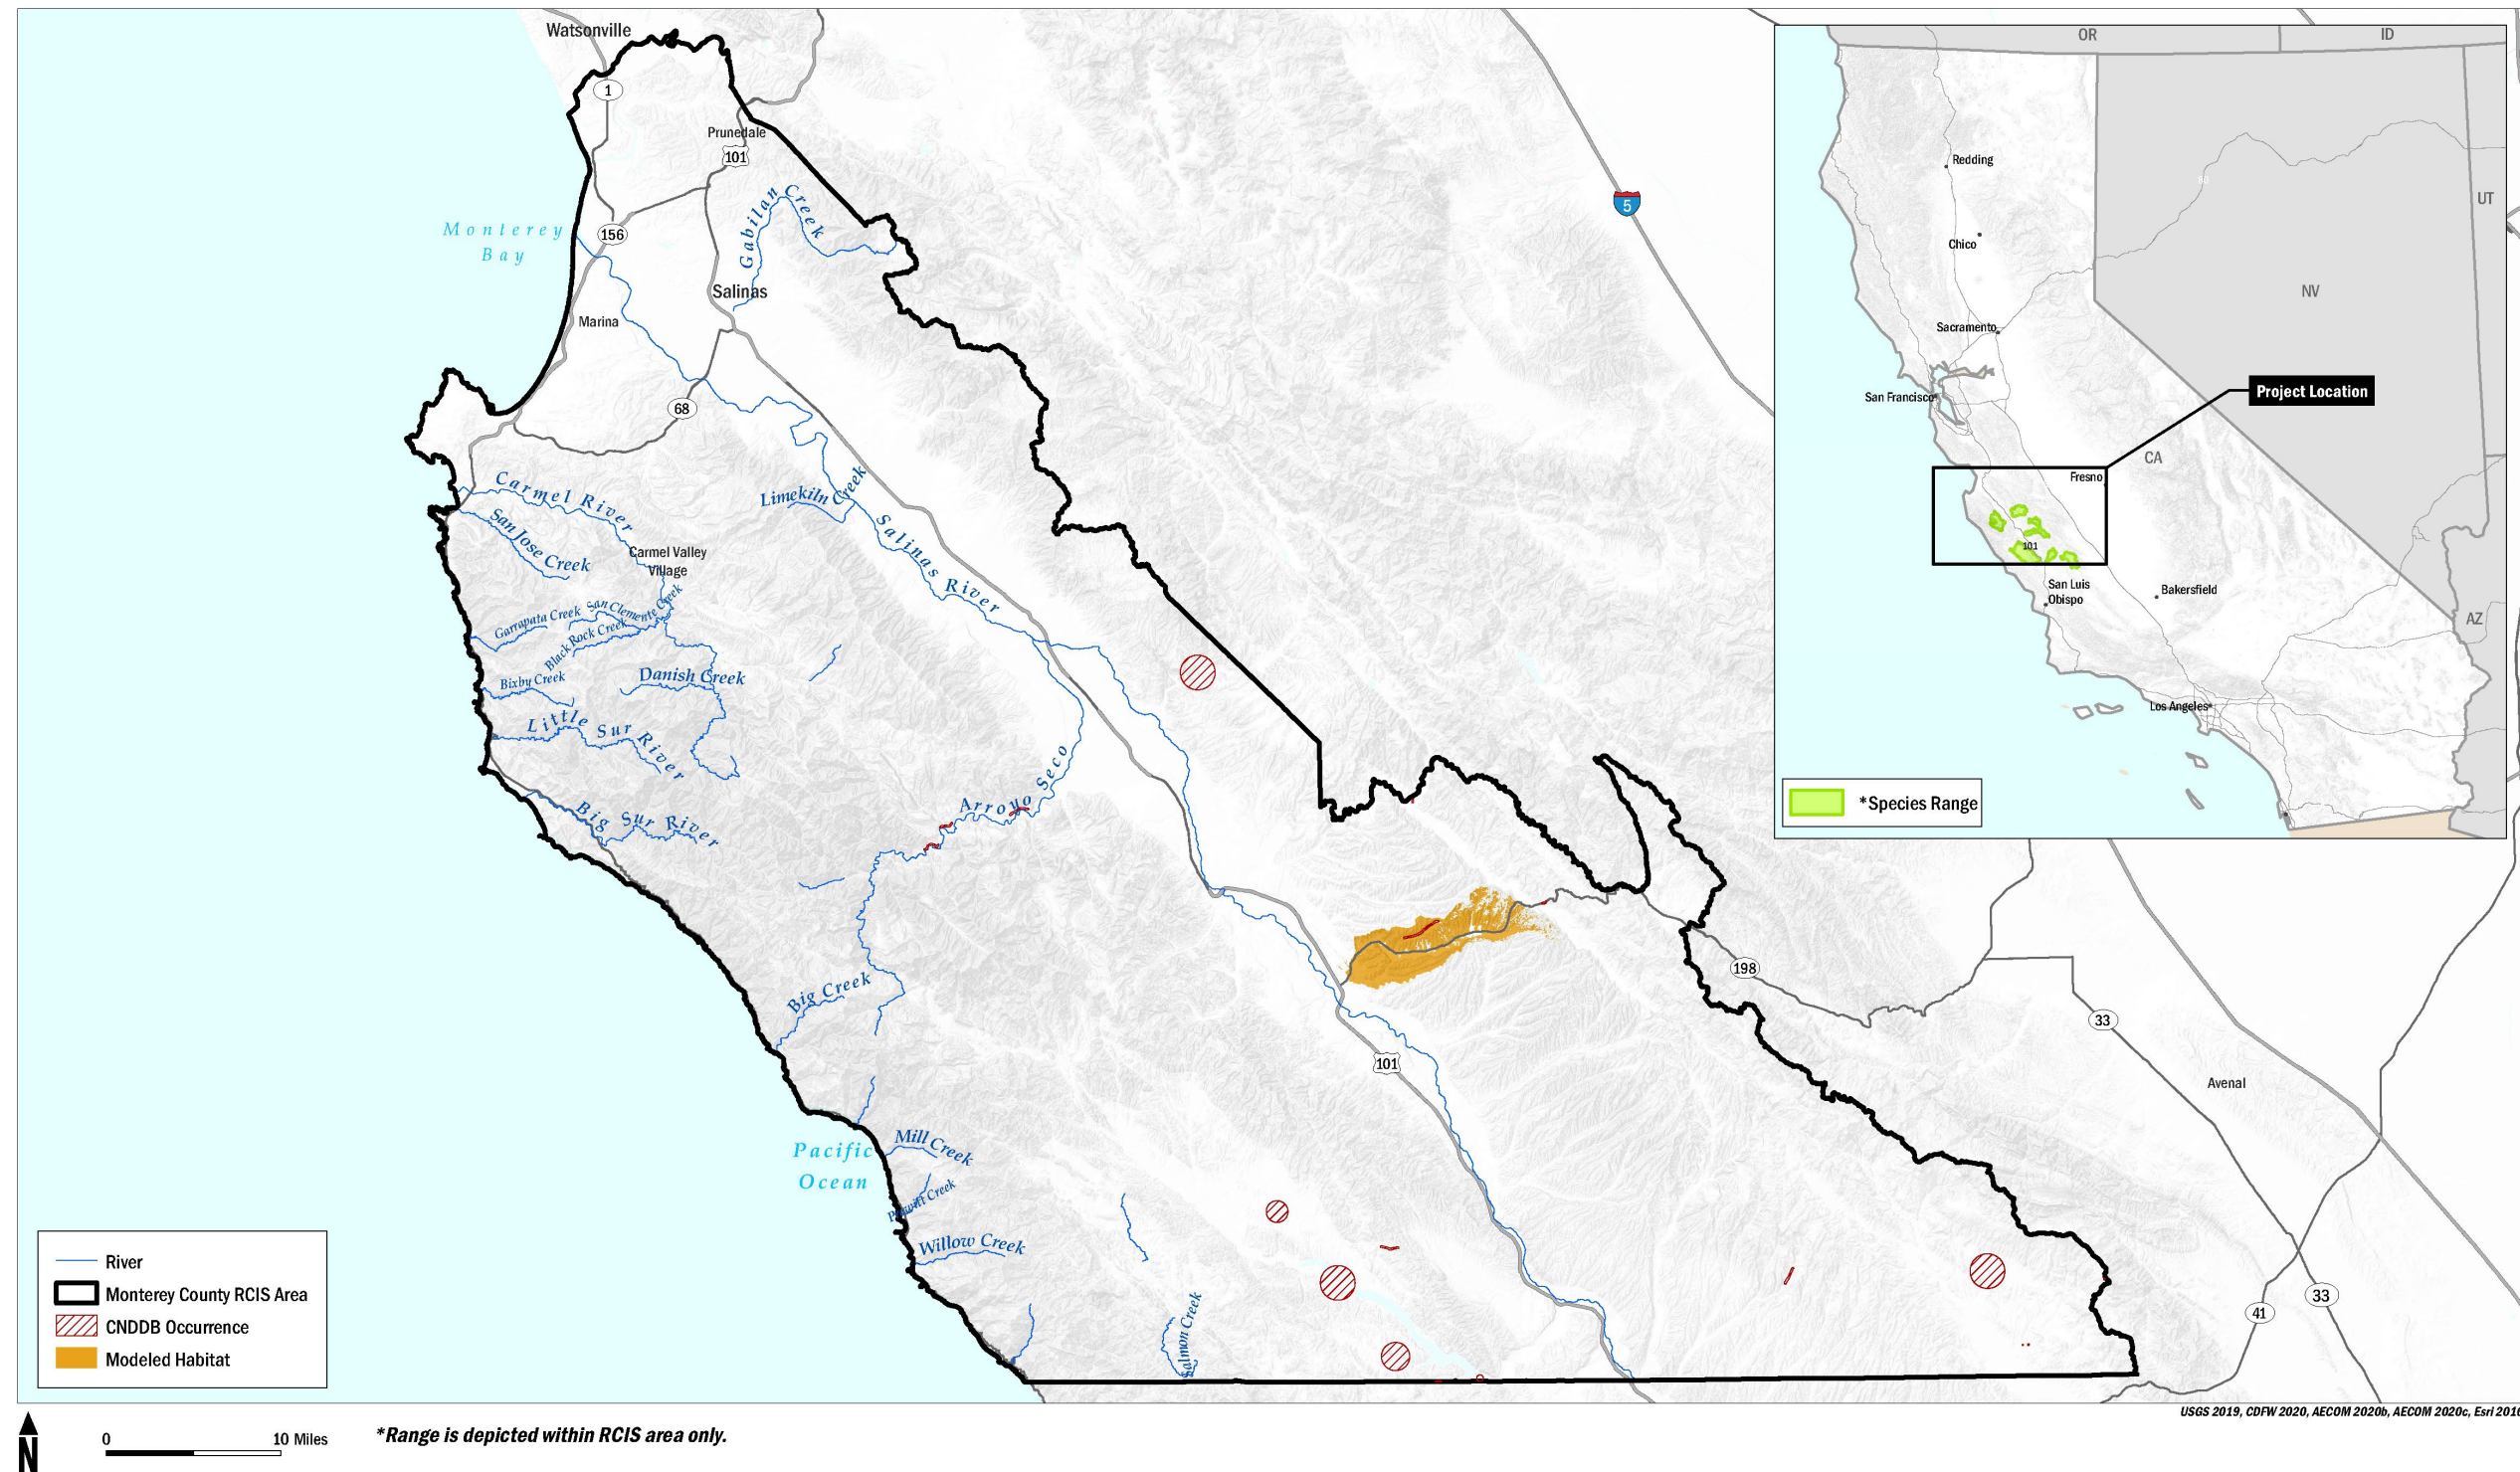 Watsonville
1
Prunedale
101
Monterey
Bay
156
Gabilan Creek
Salinas
Marina
68
5
Carmel River
San Jose Creek
Limekiln Creek
Salinas River
Carmel Valley
Village
Garrapata Creek
San Clemente Creek
Black Rock Creek
Bixby Creek
Danish Creek
Little Sur River
Big Sur River
Arroyo Seco
Big Creek
198
33
101
Avenal
Pacific
Ocean
Mill Creek
Creek
Willow Creek
Salmon Creek
41
33
OR
ID
Redding
UT
80
Chico
NV
Sacramento
San Francisco
Project Location
CA
Fresno
101
San Luis
Obispo
Bakersfield
AZ
Los Angeles
*Species Range
River
Monterey County RCIS Area
CNDDB Occurrence
Modeled Habitat
N
0 10 Miles
*Range is depicted within RCIS area only.
USGS 2019, CDFW 2020, AECOM 2020b, AECOM 2020c, Esri 2016